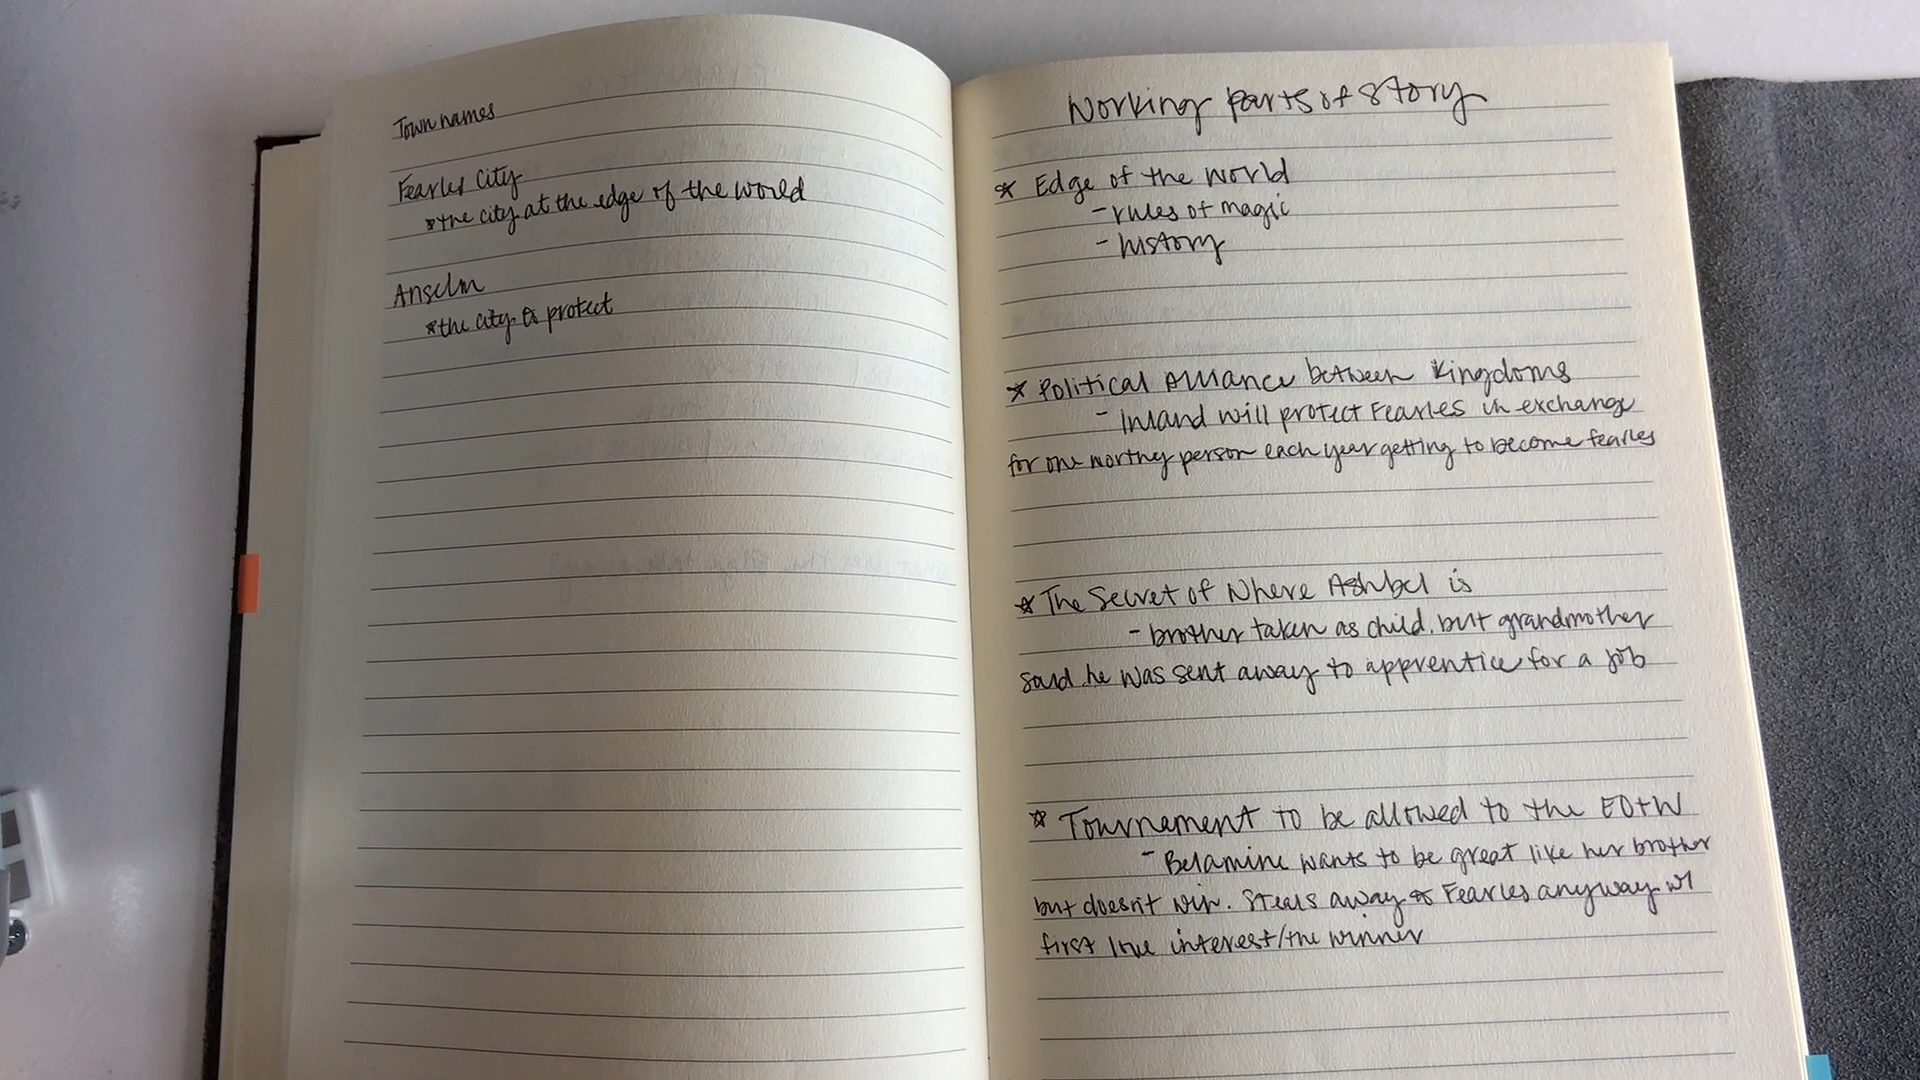 Town names
Fearles City
*the city at the edge of the world
Anselm
*the city to protect
Working parts of story
* Edge of the world
- rules of magic
- history
* Political Alliance between kingdoms
- Inland will protect Fearles in exchange
for one worthy person each year getting to become fearles
* The Secret of Where Ashbel is
- brother taken as child, but grandmother
said he was sent away to apprentice for a job
* Tournament to be allowed to the EOtW
- Belamine wants to be great like her brother
but doesn't win. Steals away to Fearles anyway w/
first love interest/the winner